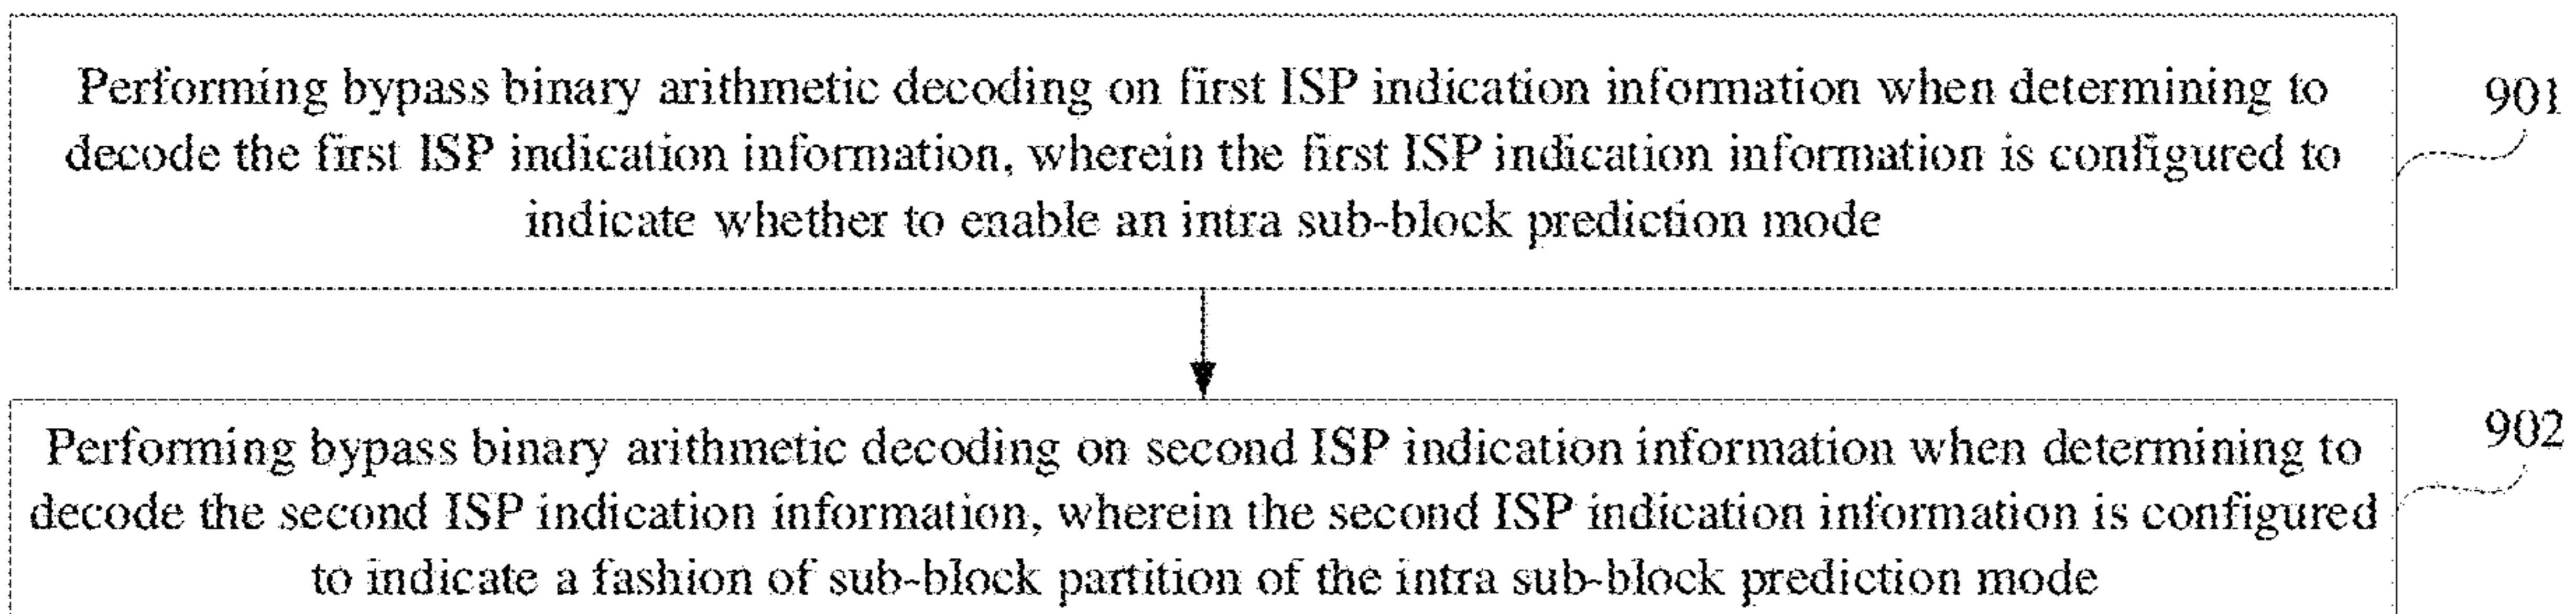 Performing bypass binary arithmetic decoding on first ISP indication information when determining to
decode the first ISP indication information, wherein the first ISP indication information is configured to
indicate whether to enable an intra sub-block prediction mode
901
Performing bypass binary arithmetic decoding on second ISP indication information when determining to
decode the second ISP indication information, wherein the second ISP indication information is configured
to indicate a fashion of sub-block partition of the intra sub-block prediction mode
902